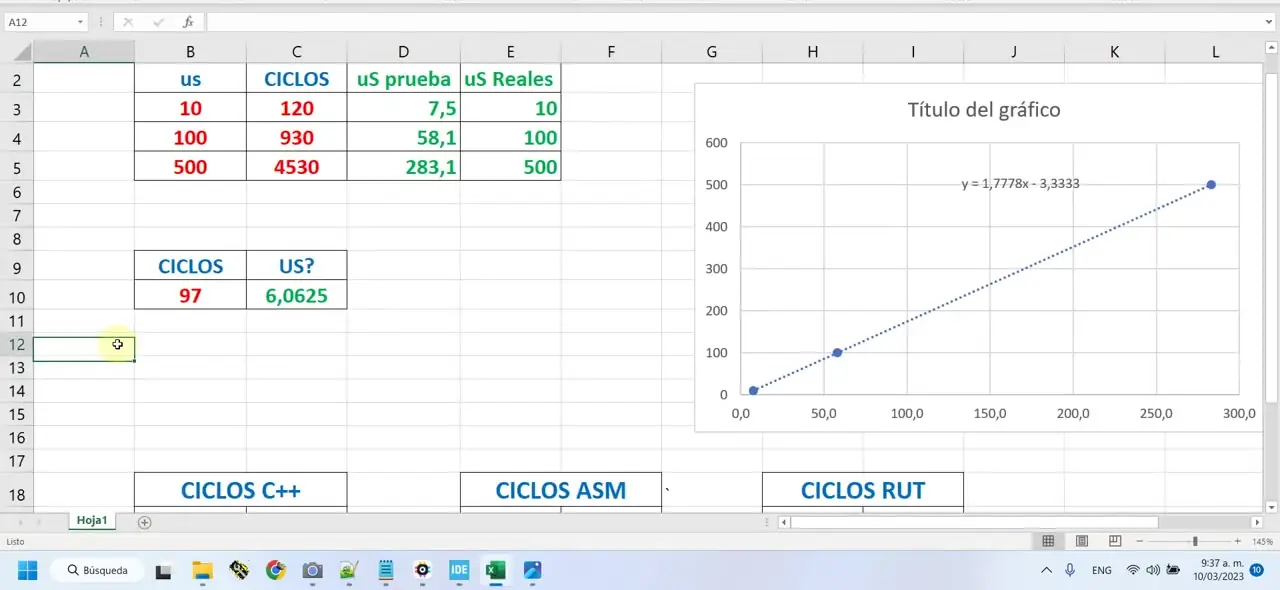 A12
fx
A B C D E F G H I J K L
2 us CICLOS uS prueba uS Reales
3 10 120 7,5 10
4 100 930 58,1 100
5 500 4530 283,1 500
6
7
8
9 CICLOS US?
10 97 6,0625
11
12
13
14
15
16
17
18 CICLOS C++ CICLOS ASM ` CICLOS RUT
Título del gráfico
600
500
400
300
200
100
0
y = 1,7778x - 3,3333
0,0 50,0 100,0 150,0 200,0 250,0 300,0
Hoja1
Listo
145%
Búsqueda
IDE
ENG
9:37 a. m.
10/03/2023
10